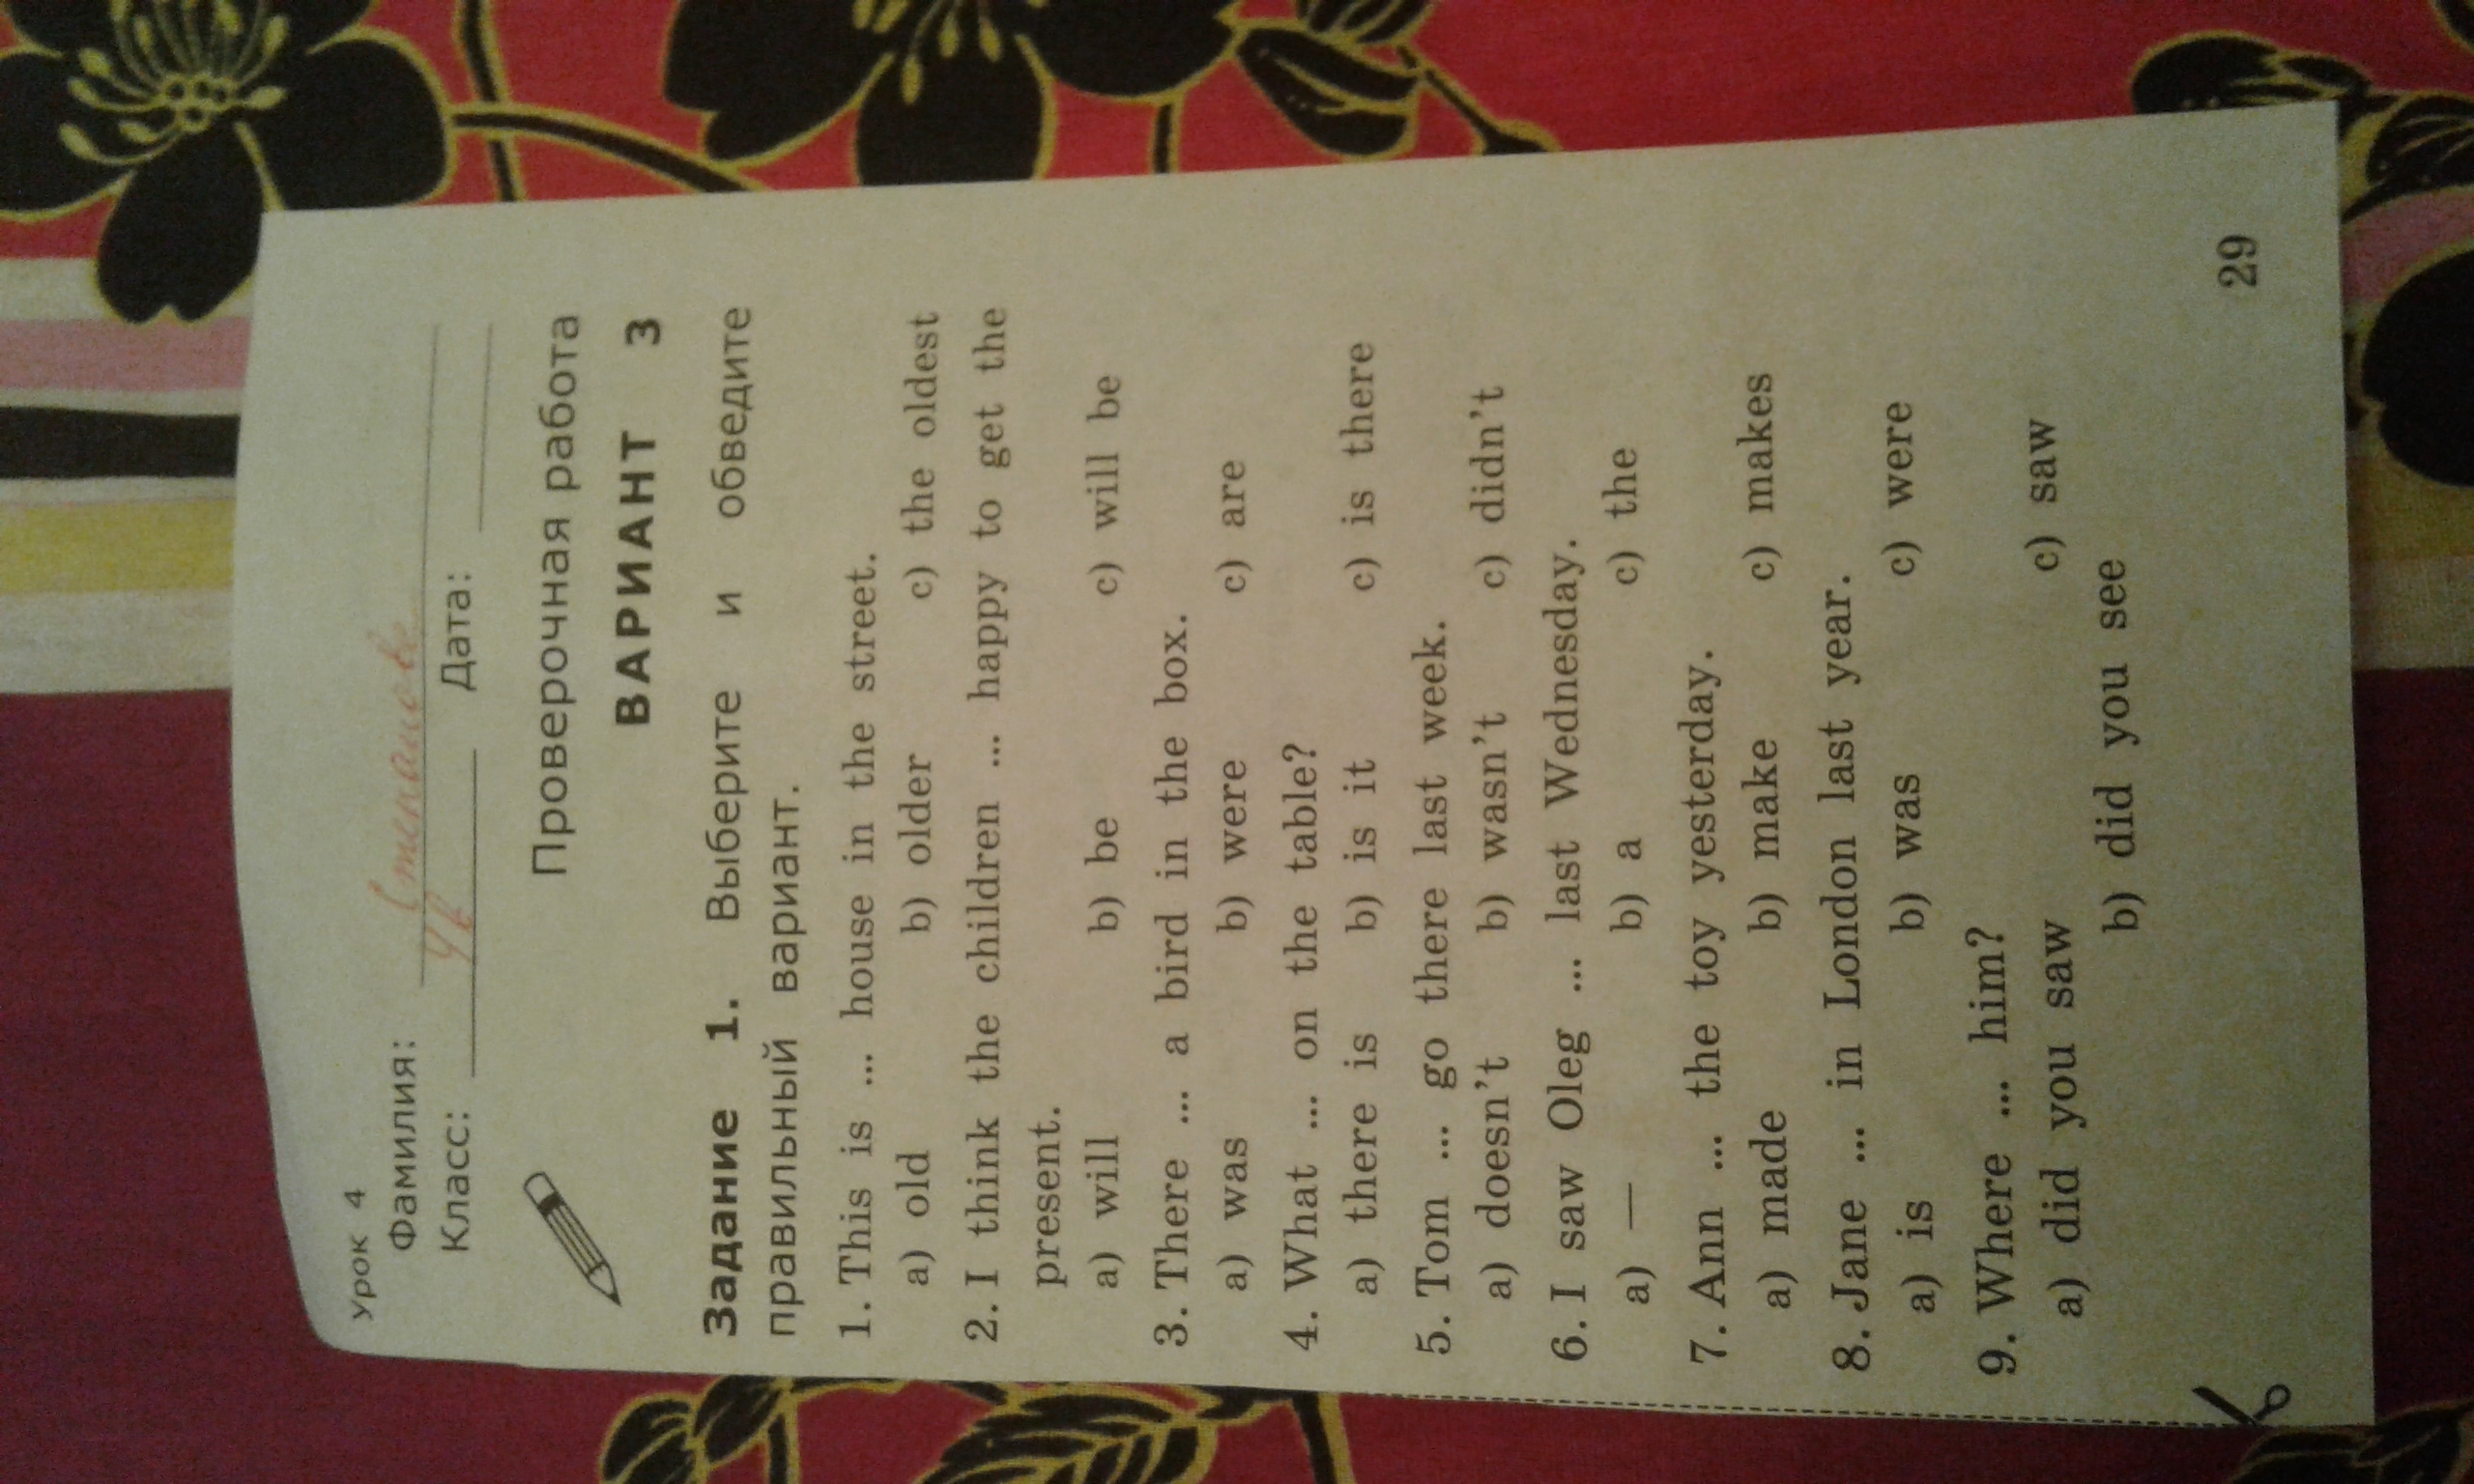 Урок 4
Фамилия: Степанова
Класс: 4в Дата:
Проверочная работа
ВАРИАНТ 3
Задание 1. Выберите и обведите
правильный вариант.
1. This is ... house in the street.
a) old b) older c) the oldest
2. I think the children ... happy to get the
present.
a) will b) be c) will be
3. There ... a bird in the box.
a) was b) were c) are
4. What ... on the table?
a) there is b) is it c) is there
5. Tom ... go there last week.
a) doesn't b) wasn't c) didn't
6. I saw Oleg ... last Wednesday.
a) — b) a c) the
7. Ann ... the toy yesterday.
a) made b) make c) makes
8. Jane ... in London last year.
a) is b) was c) were
9. Where ... him?
a) did you saw c) saw
b) did you see
29